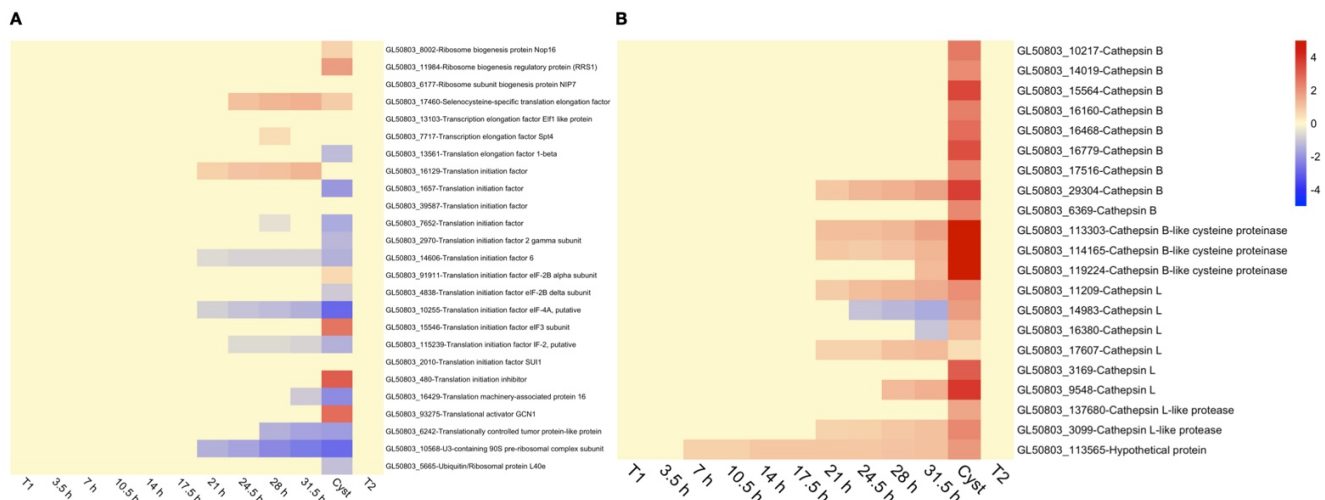 A
GL50803_8002-Ribosome biogenesis protein Nop16
GL50803_11984-Ribosome biogenesis regulatory protein (RRS1)
GL50803_6177-Ribosome subunit biogenesis protein NIP7
GL50803_17460-Selenocysteine-specific translation elongation factor
GL50803_13103-Transcription elongation factor Elf1 like protein
GL50803_7717-Transcription elongation factor Spt4
GL50803_13561-Translation elongation factor 1-beta
GL50803_16129-Translation initiation factor
GL50803_1657-Translation initiation factor
GL50803_39587-Translation initiation factor
GL50803_7652-Translation initiation factor
GL50803_2970-Translation initiation factor 2 gamma subunit
GL50803_14606-Translation initiation factor 6
GL50803_91911-Translation initiation factor eIF-2B alpha subunit
GL50803_4838-Translation initiation factor eIF-2B delta subunit
GL50803_10255-Translation initiation factor eIF-4A, putative
GL50803_15546-Translation initiation factor eIF3 subunit
GL50803_115239-Translation initiation factor IF-2, putative
GL50803_2010-Translation initiation factor SUI1
GL50803_480-Translation initiation inhibitor
GL50803_16429-Translation machinery-associated protein 16
GL50803_93275-Translational activator GCN1
GL50803_6242-Translationally controlled tumor protein-like protein
GL50803_10568-U3-containing 90S pre-ribosomal complex subunit
GL50803_5665-Ubiquitin/Ribosomal protein L40e
T1 3.5 h 7 h 10.5 h 14 h 17.5 h 21 h 24.5 h 28 h 31.5 h Cyst T2
B
GL50803_10217-Cathepsin B
GL50803_14019-Cathepsin B
GL50803_15564-Cathepsin B
GL50803_16160-Cathepsin B
GL50803_16468-Cathepsin B
GL50803_16779-Cathepsin B
GL50803_17516-Cathepsin B
GL50803_29304-Cathepsin B
GL50803_6369-Cathepsin B
GL50803_113303-Cathepsin B-like cysteine proteinase
GL50803_114165-Cathepsin B-like cysteine proteinase
GL50803_119224-Cathepsin B-like cysteine proteinase
GL50803_11209-Cathepsin L
GL50803_14983-Cathepsin L
GL50803_16380-Cathepsin L
GL50803_17607-Cathepsin L
GL50803_3169-Cathepsin L
GL50803_9548-Cathepsin L
GL50803_137680-Cathepsin L-like protease
GL50803_3099-Cathepsin L-like protease
GL50803_113565-Hypothetical protein
T1 3.5 h 7 h 10.5 h 14 h 17.5 h 21 h 24.5 h 28 h 31.5 h Cyst T2
4
2
0
-2
-4